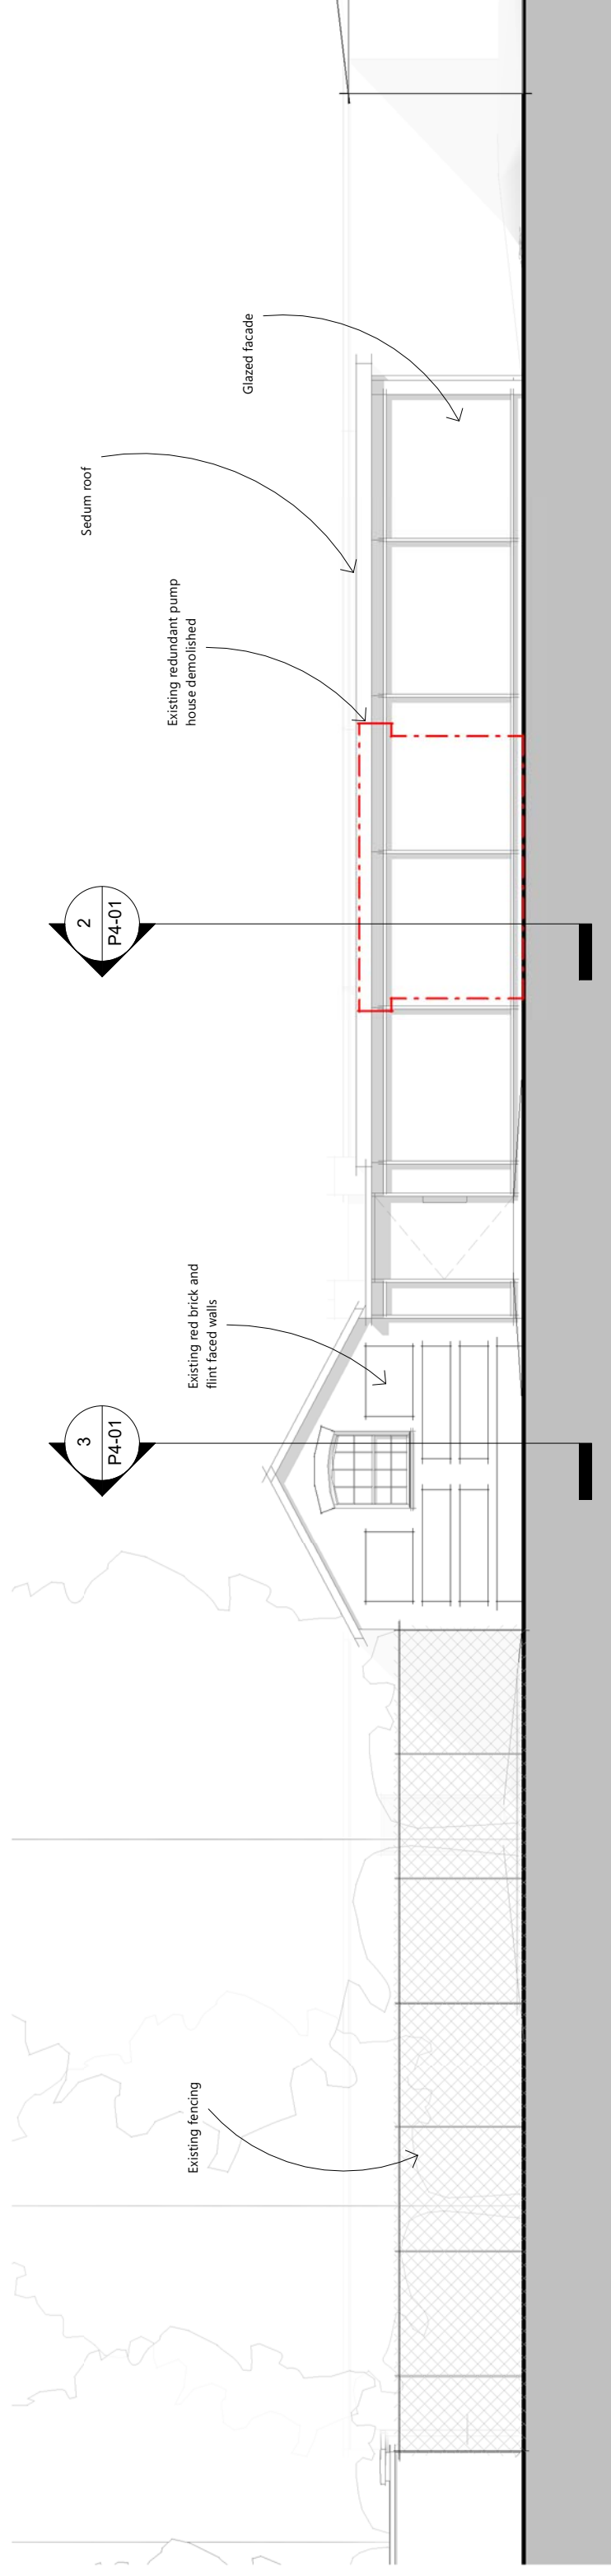 Existing fencing
3
P4-01
Existing red brick and
flint faced walls
2
P4-01
Existing redundant pump
house demolished
Sedum roof
Glazed facade